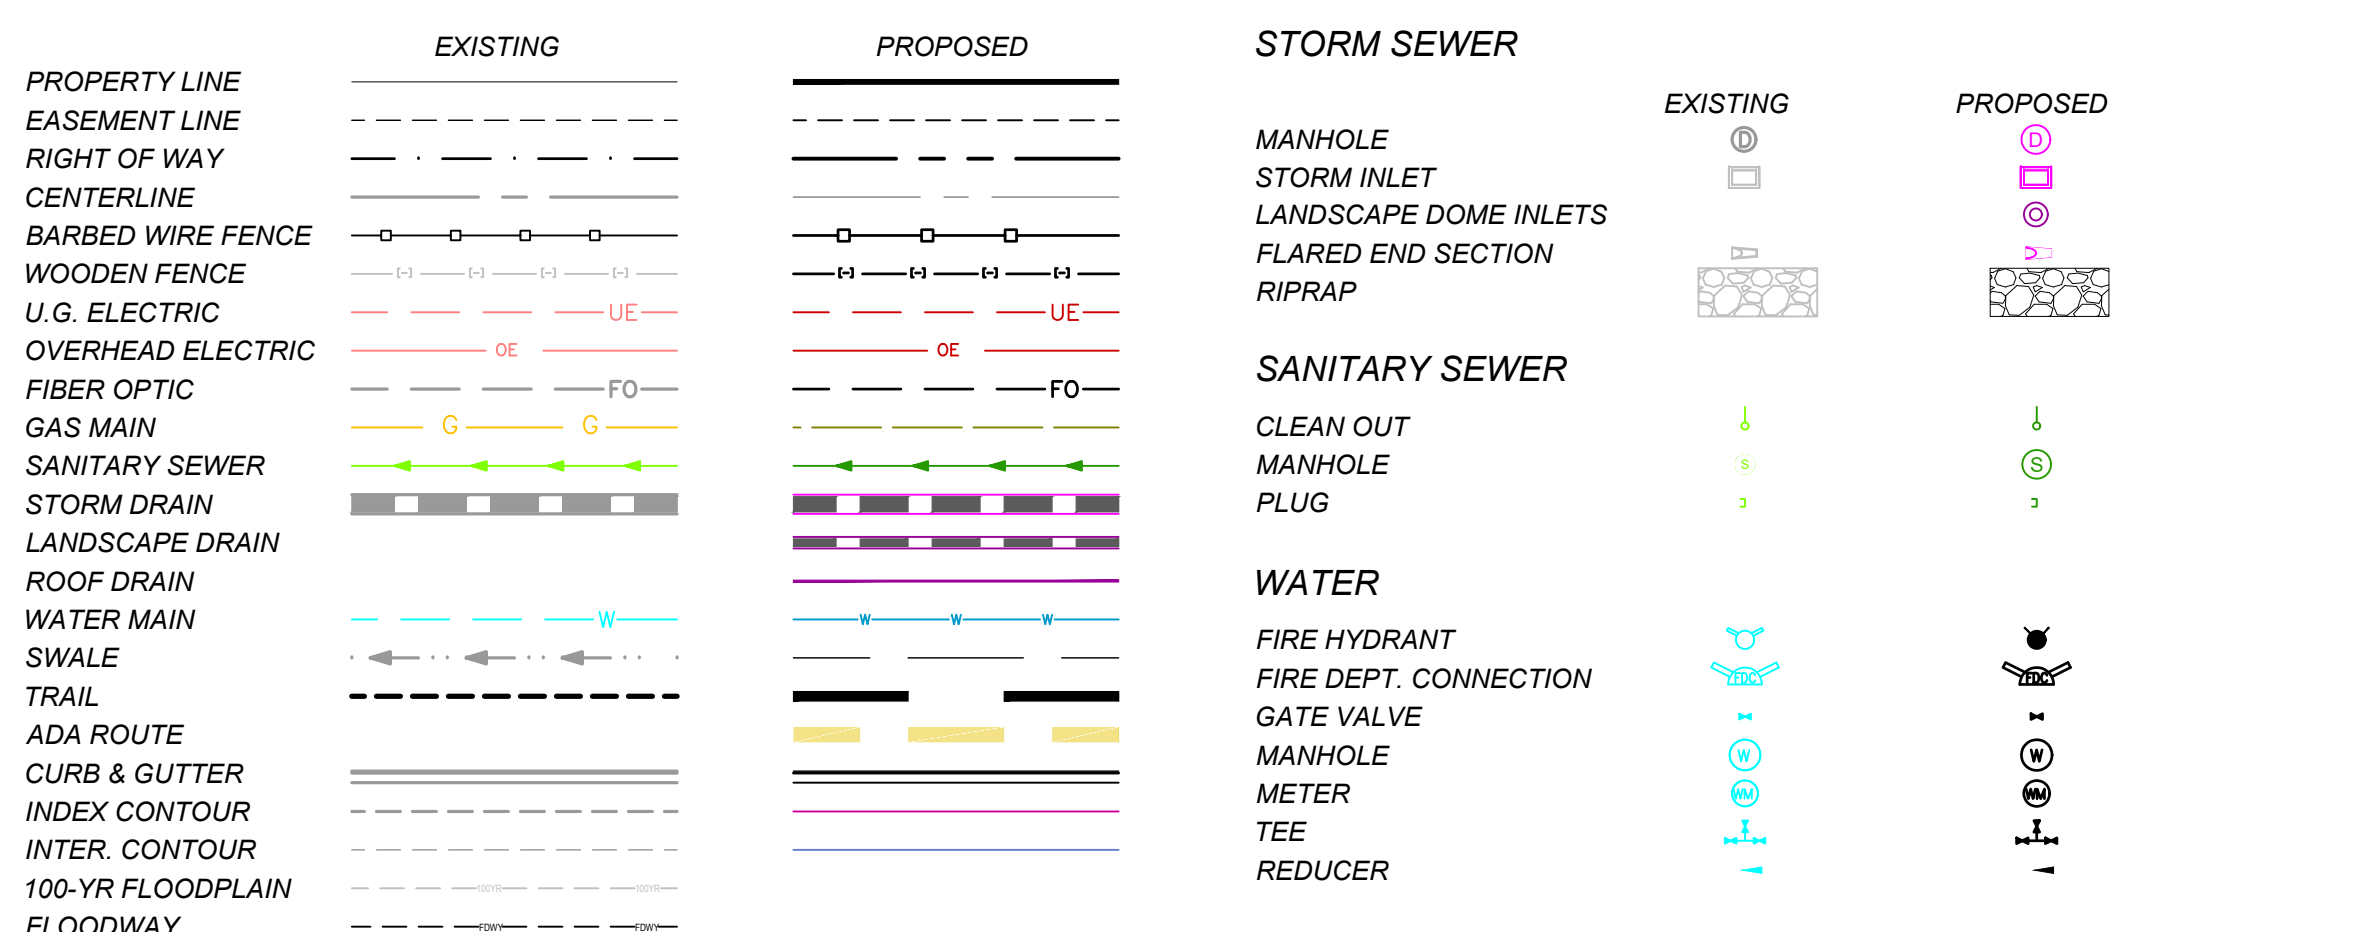 EXISTING PROPOSED
PROPERTY LINE
EASEMENT LINE
RIGHT OF WAY
CENTERLINE
BARBED WIRE FENCE
WOODEN FENCE [-] [-] [-] [-] [-] [-] [-] [-]
U.G. ELECTRIC UE UE
OVERHEAD ELECTRIC OE OE
FIBER OPTIC FO FO
GAS MAIN G G
SANITARY SEWER
STORM DRAIN
LANDSCAPE DRAIN
ROOF DRAIN
WATER MAIN W W W W
SWALE
TRAIL
ADA ROUTE
CURB & GUTTER
INDEX CONTOUR
INTER. CONTOUR
100-YR FLOODPLAIN 100YR 100YR
FLOODWAY FDWY FDWY
STORM SEWER
EXISTING PROPOSED
MANHOLE D D
STORM INLET
LANDSCAPE DOME INLETS
FLARED END SECTION
RIPRAP
SANITARY SEWER
CLEAN OUT
MANHOLE S S
PLUG
WATER
FIRE HYDRANT
FIRE DEPT. CONNECTION FDC FDC
GATE VALVE
MANHOLE W W
METER WM WM
TEE
REDUCER